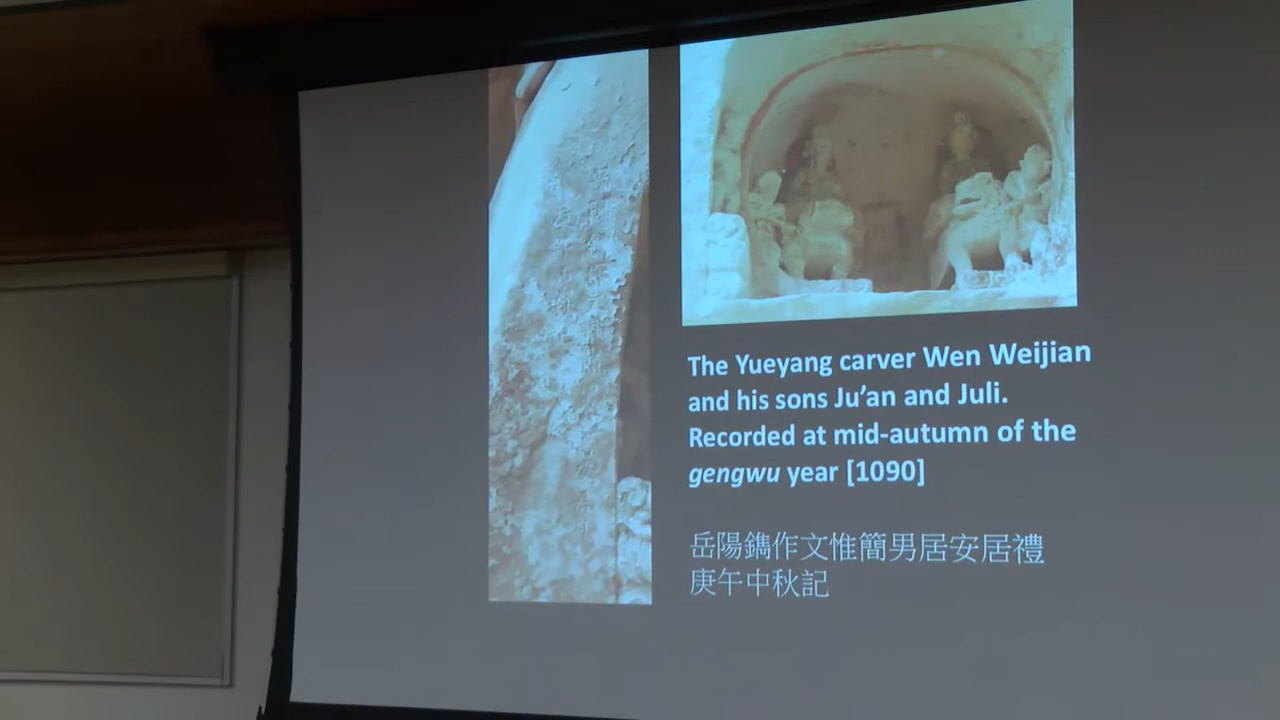 The Yueyang carver Wen Weijian
and his sons Ju’an and Juli.
Recorded at mid-autumn of the
gengwu year [1090]
岳陽鐫作文惟簡男居安居禮
庚午中秋記